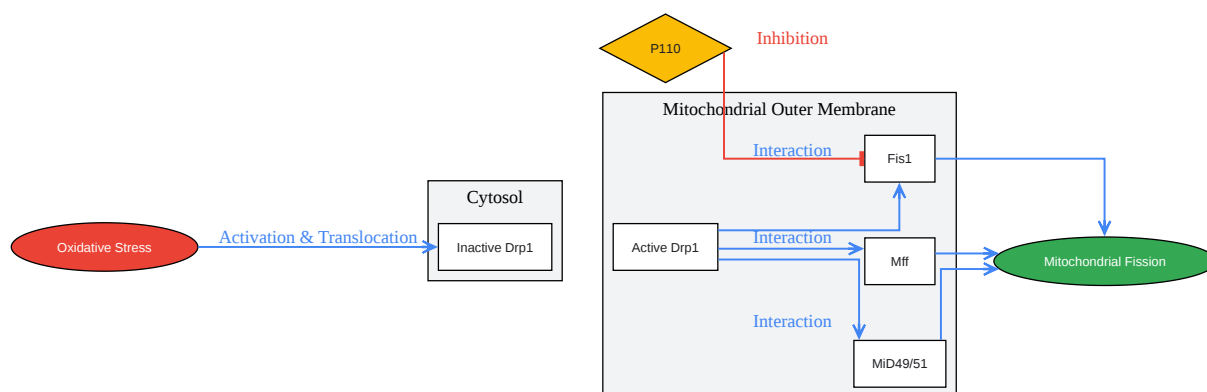 P110
Inhibition
Mitochondrial Outer Membrane
Interaction
Fis1
Cytosol
Oxidative Stress
Activation & Translocation
Inactive Drp1
Active Drp1
Interaction
Mff
Mitochondrial Fission
Interaction
MiD49/51